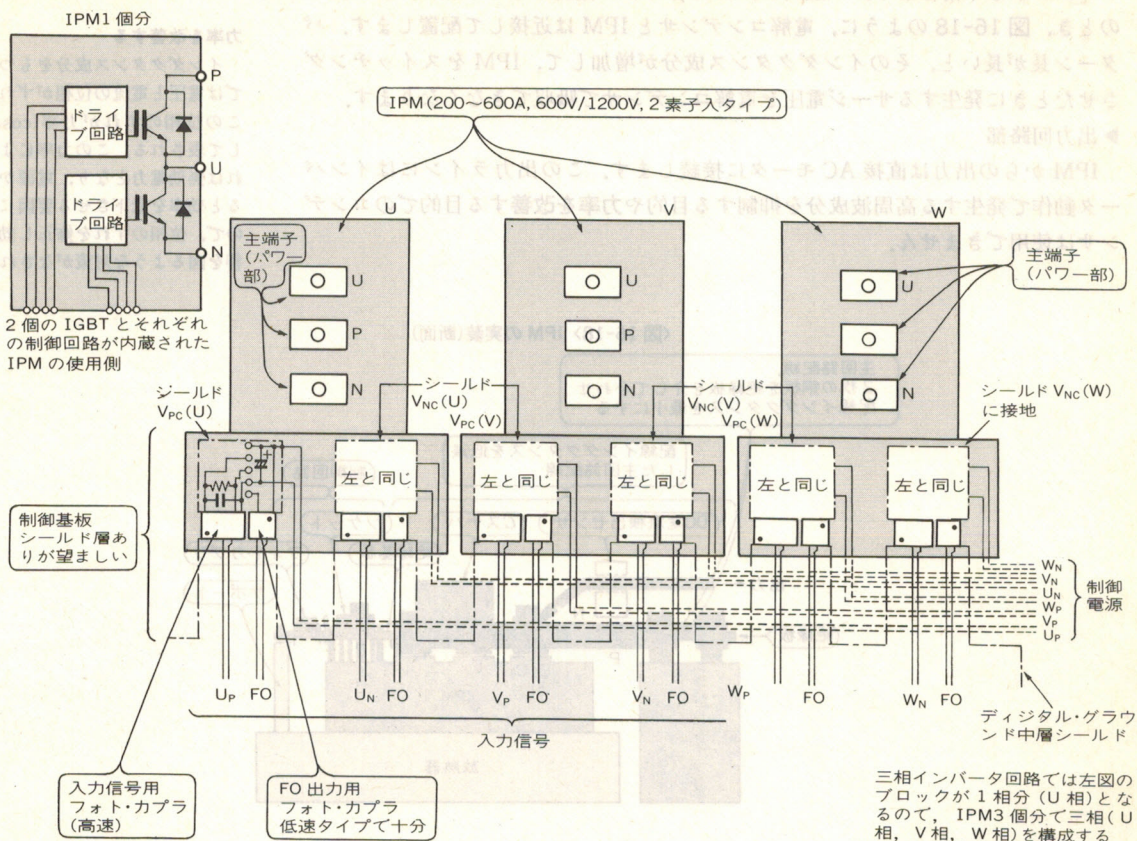 IPM1個分
ドライブ回路
ドライブ回路
P
U
N
2個のIGBTとそれぞれ
の制御回路が内蔵された
IPMの使用側
IPM(200～600A, 600V/1200V, 2素子入タイプ)
U
V
W
主端子
(パワー
部)
U
P
N
U
P
N
U
N
主端子
(パワー部)
シールド
VPC(U)
シールド
VNC(U)
VPC(V)
シールド
VNC(V)
VPC(W)
シールドVNC(W)
に接地
左と同じ
左と同じ
左と同じ
左と同じ
左と同じ
制御基板
シールド層あ
りが望ましい
WN
VN
UN
WP
VP
UP
制御
電源
UP FO
UN FO
VP FO
VN FO
WP FO
WN FO
入力信号
ディジタル・グラウ
ンド中層シールド
入力信号用
フォト・カプラ
(高速)
FO出力用
フォト・カプラ
低速タイプで十分
三相インバータ回路では左図の
ブロックが1相分(U相)とな
るので，IPM3個分で三相(U
相，V相，W相)を構成する